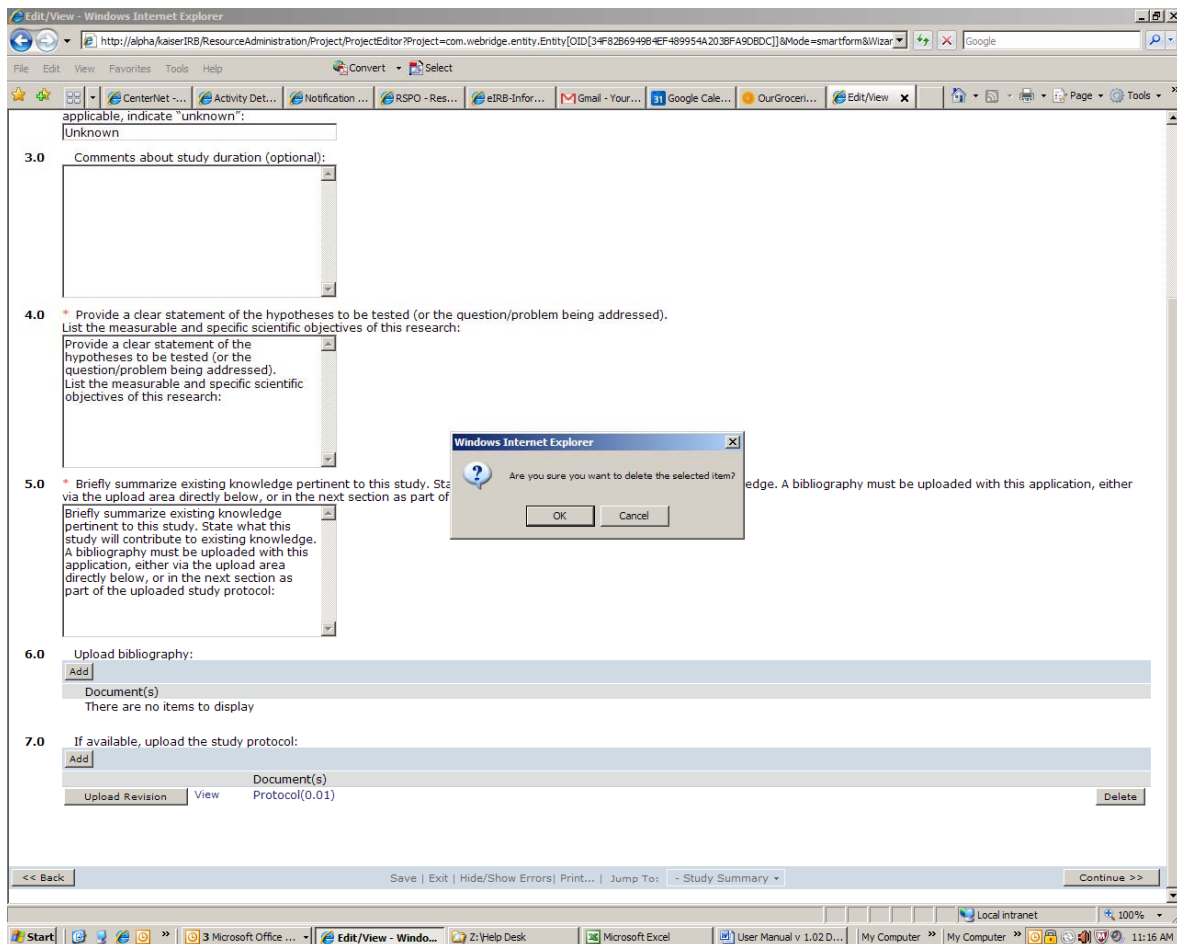 Edit/View - Windows Internet Explorer
http://alpha/kaiserIRB/ResourceAdministration/Project/ProjectEditor?Project=com.webridge.entity.Entity[OID[34F82B6949B4EF489954A203BFA9DBDC]]&Mode=smartform&Wizar
Google
File Edit View Favorites Tools Help Convert Select
CenterNet -... Activity Det... Notification ... RSPO - Res... eIRB-Infor... Gmail - Your... 31 Google Cale... OurGroceri... Edit/View Page Tools
applicable, indicate "unknown":
Unknown
3.0 Comments about study duration (optional):
4.0 * Provide a clear statement of the hypotheses to be tested (or the question/problem being addressed).
List the measurable and specific scientific objectives of this research:
Provide a clear statement of the
hypotheses to be tested (or the
question/problem being addressed).
List the measurable and specific scientific
objectives of this research:
Windows Internet Explorer
Are you sure you want to delete the selected item?
OK Cancel
5.0 * Briefly summarize existing knowledge pertinent to this study. Sta edge. A bibliography must be uploaded with this application, either
via the upload area directly below, or in the next section as part of
Briefly summarize existing knowledge
pertinent to this study. State what this
study will contribute to existing knowledge.
A bibliography must be uploaded with this
application, either via the upload area
directly below, or in the next section as
part of the uploaded study protocol:
6.0 Upload bibliography:
Add
Document(s)
There are no items to display
7.0 If available, upload the study protocol:
Add
Document(s)
Upload Revision View Protocol(0.01) Delete
<< Back Save | Exit | Hide/Show Errors| Print... | Jump To: - Study Summary Continue >>
Local intranet 100%
Start 3 Microsoft Office ... Edit/View - Windo... Z:\Help Desk Microsoft Excel User Manual v 1.02 D... My Computer My Computer 11:16 AM